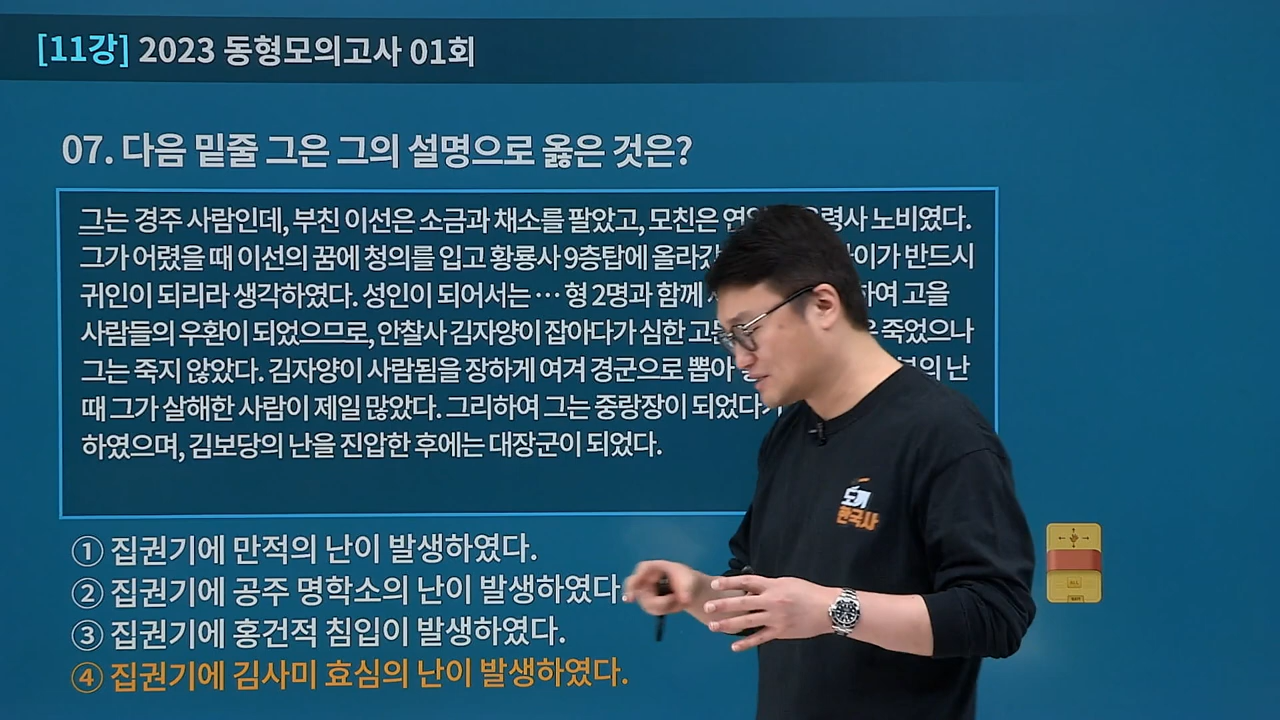 [11강] 2023 동형모의고사 01회
07. 다음 밑줄 그은 그의 설명으로 옳은 것은?
그는 경주 사람인데, 부친 이선은 소금과 채소를 팔았고, 모친은 노비였다.
그가 어렸을 때 이선의 꿈에 청의를 입고 황룡사 9층탑에 반드시
귀인이 되리라 생각하였다. 성인이 되어서는 … 형 2명과 함께 고을
사람들의 우환이 되었으므로, 안찰사 김자양이 잡아다가 심한 죽었으나
그는 죽지 않았다. 김자양이 사람됨을 장하게 여겨 경군으로 뽑아 난
때 그가 살해한 사람이 제일 많았다. 그리하여 그는 중랑장이 되었다가
하였으며, 김보당의 난을 진압한 후에는 대장군이 되었다.
① 집권기에 만적의 난이 발생하였다.
② 집권기에 공주 명학소의 난이 발생하였다.
③ 집권기에 홍건적 침입이 발생하였다.
④ 집권기에 김사미 효심의 난이 발생하였다.
도끼
한국사